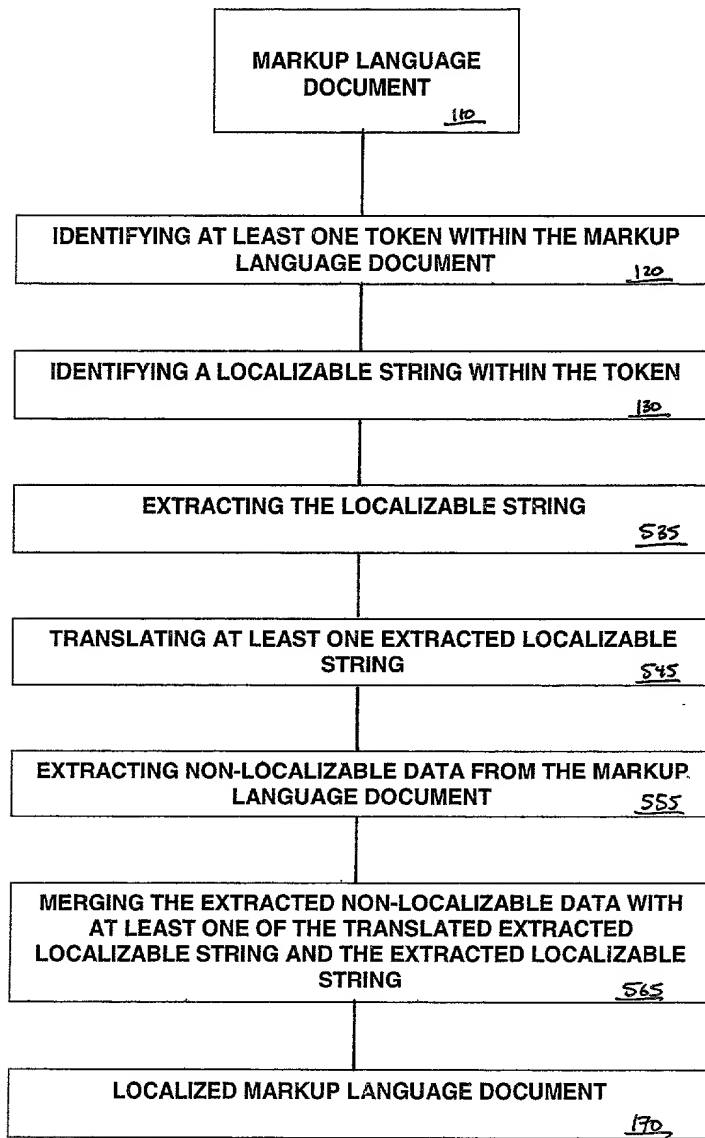 MARKUP LANGUAGE
DOCUMENT
110
IDENTIFYING AT LEAST ONE TOKEN WITHIN THE MARKUP
LANGUAGE DOCUMENT
120
IDENTIFYING A LOCALIZABLE STRING WITHIN THE TOKEN
130
EXTRACTING THE LOCALIZABLE STRING
535
TRANSLATING AT LEAST ONE EXTRACTED LOCALIZABLE
STRING
545
EXTRACTING NON-LOCALIZABLE DATA FROM THE MARKUP
LANGUAGE DOCUMENT
555
MERGING THE EXTRACTED NON-LOCALIZABLE DATA WITH
AT LEAST ONE OF THE TRANSLATED EXTRACTED
LOCALIZABLE STRING AND THE EXTRACTED LOCALIZABLE
STRING
565
LOCALIZED MARKUP LANGUAGE DOCUMENT
170